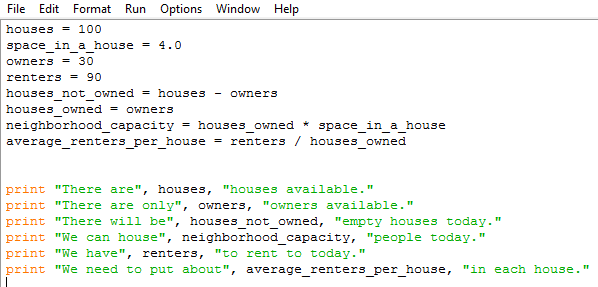 File Edit Format Run Options Window Help
houses = 100
space_in_a_house = 4.0
owners = 30
renters = 90
houses_not_owned = houses - owners
houses_owned = owners
neighborhood_capacity = houses_owned * space_in_a_house
average_renters_per_house = renters / houses_owned
print "There are", houses, "houses available."
print "There are only", owners, "owners available."
print "There will be", houses_not_owned, "empty houses today."
print "We can house", neighborhood_capacity, "people today."
print "We have", renters, "to rent to today."
print "We need to put about", average_renters_per_house, "in each house."